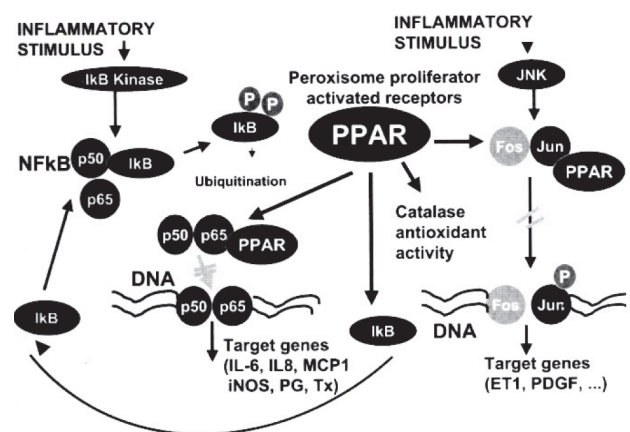 INFLAMMATORY
STIMULUS
IkB Kinase
NFkB
p50
IkB
p65
P
P
IkB
Ubiquitination
Peroxisome proliferator
activated receptors
PPAR
INFLAMMATORY
STIMULUS
JNK
Fos
Jun
PPAR
Catalase
antioxidant
activity
p50
p65
PPAR
DNA
p50
p65
Target genes
(IL-6, IL8, MCP1
iNOS, PG, Tx)
IkB
IkB
P
Fos
Jun
DNA
Target genes
(ET1, PDGF, ...)